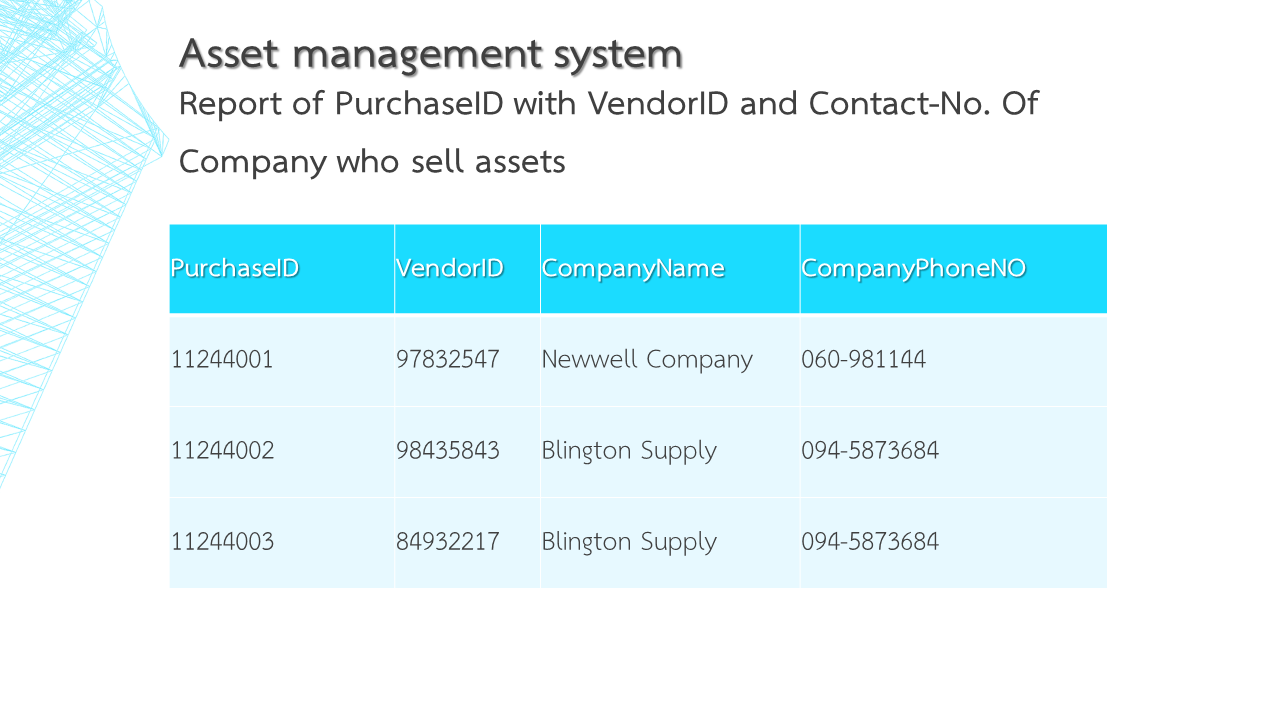 Asset management system
Report of PurchaseID with VendorID and Contact-No. Of
Company who sell assets
PurchaseID VendorID CompanyName CompanyPhoneNO
11244001 97832547 Newwell Company 060-981144
11244002 98435843 Blington Supply 094-5873684
11244003 84932217 Blington Supply 094-5873684